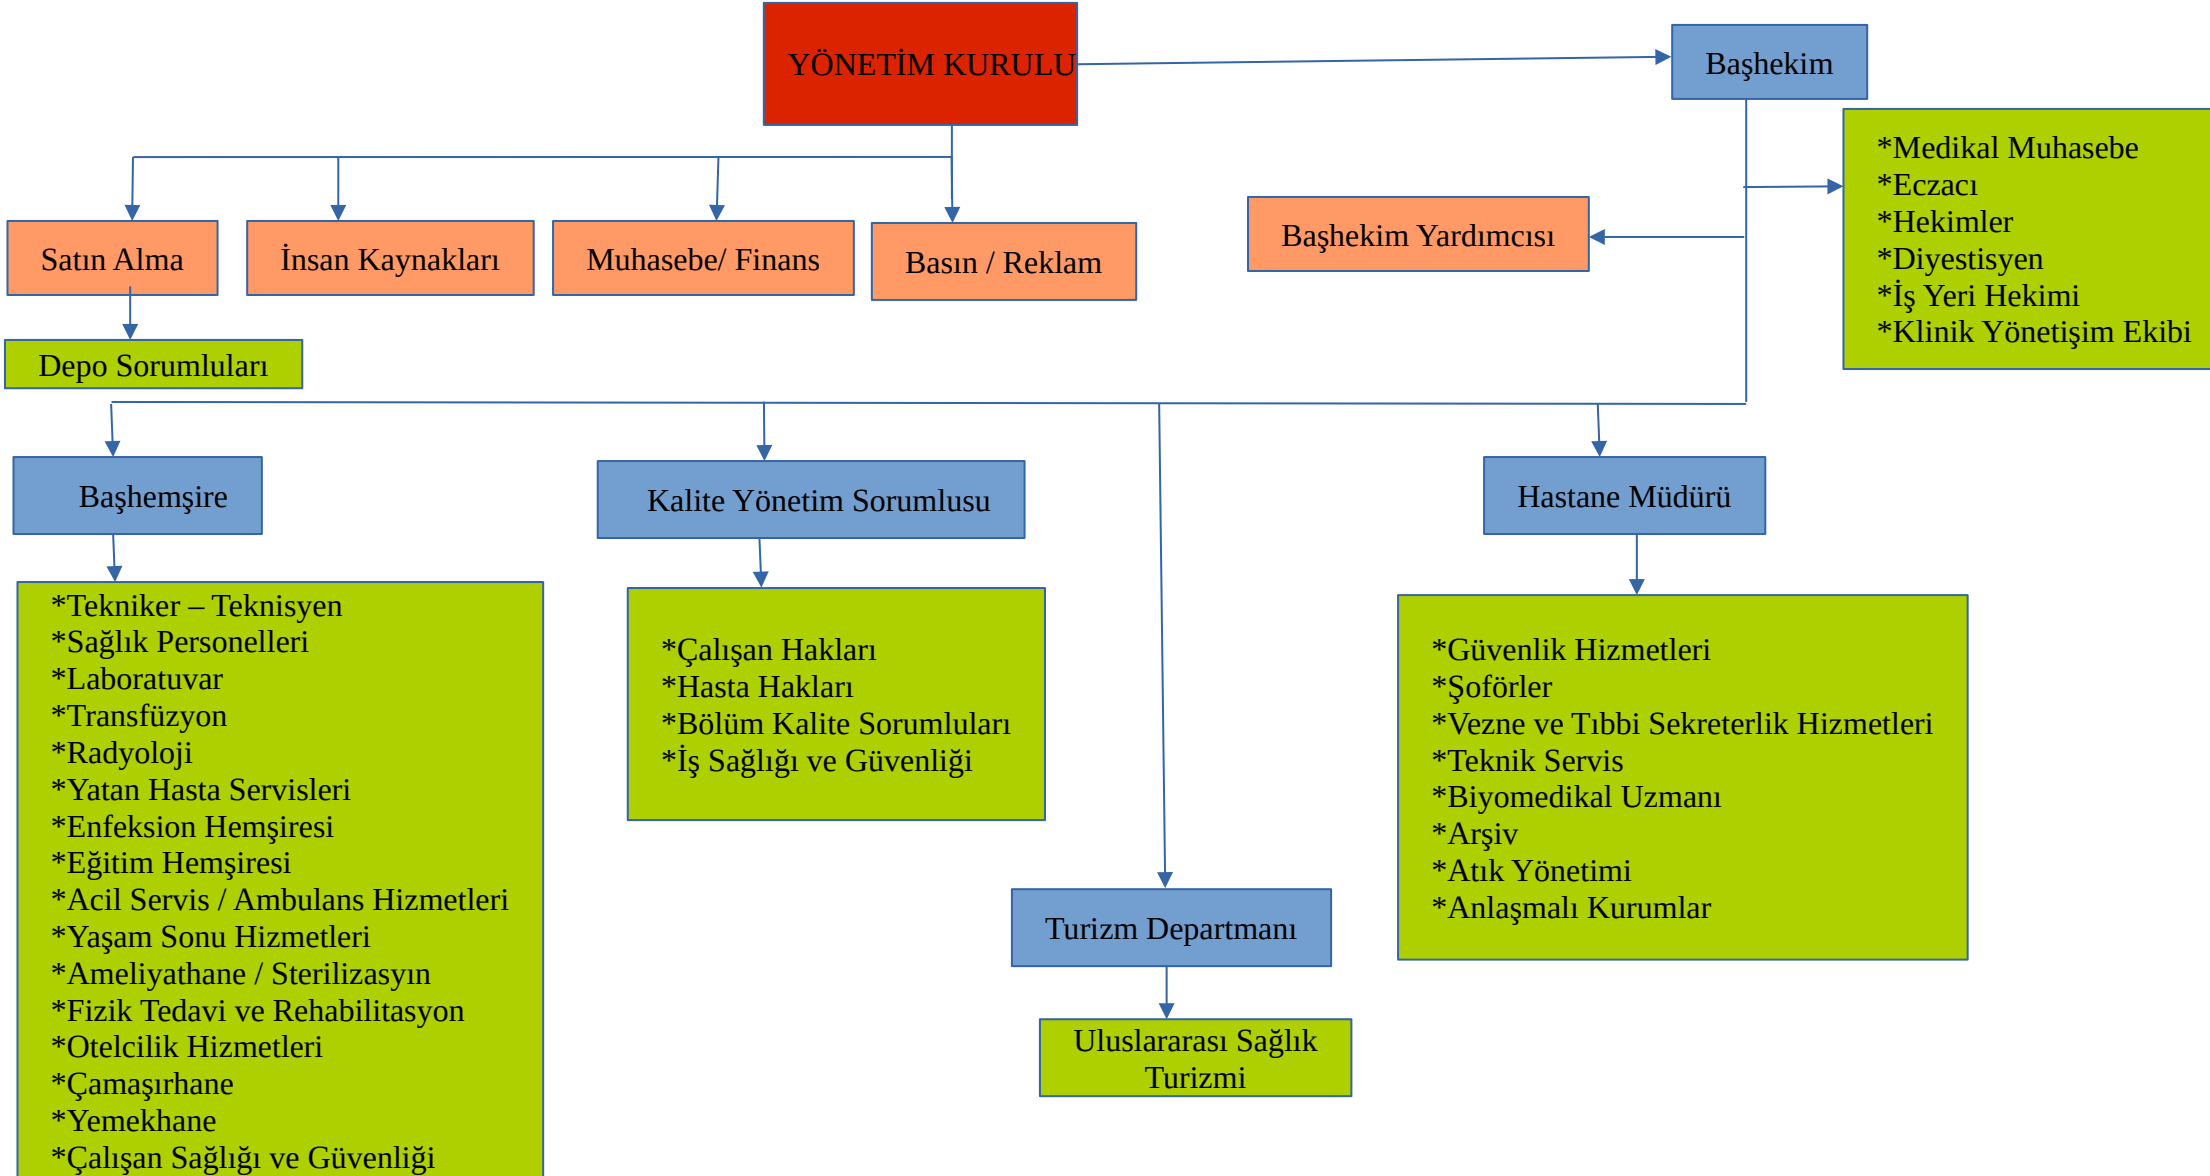 YÖNETİM KURULU
Başhekim
*Medikal Muhasebe
*Eczacı
*Hekimler
*Diyestisyen
*İş Yeri Hekimi
*Klinik Yönetişim Ekibi
Başhekim Yardımcısı
Satın Alma
İnsan Kaynakları
Muhasebe/ Finans
Basın / Reklam
Depo Sorumluları
Başhemşire
Kalite Yönetim Sorumlusu
Hastane Müdürü
*Tekniker – Teknisyen
*Sağlık Personelleri
*Laboratuvar
*Transfüzyon
*Radyoloji
*Yatan Hasta Servisleri
*Enfeksion Hemşiresi
*Eğitim Hemşiresi
*Acil Servis / Ambulans Hizmetleri
*Yaşam Sonu Hizmetleri
*Ameliyathane / Sterilizasyın
*Fizik Tedavi ve Rehabilitasyon
*Otelcilik Hizmetleri
*Çamaşırhane
*Yemekhane
*Çalışan Sağlığı ve Güvenliği
*Çalışan Hakları
*Hasta Hakları
*Bölüm Kalite Sorumluları
*İş Sağlığı ve Güvenliği
*Güvenlik Hizmetleri
*Şoförler
*Vezne ve Tıbbi Sekreterlik Hizmetleri
*Teknik Servis
*Biyomedikal Uzmanı
*Arşiv
*Atık Yönetimi
*Anlaşmalı Kurumlar
Turizm Departmanı
Uluslararası Sağlık
Turizmi